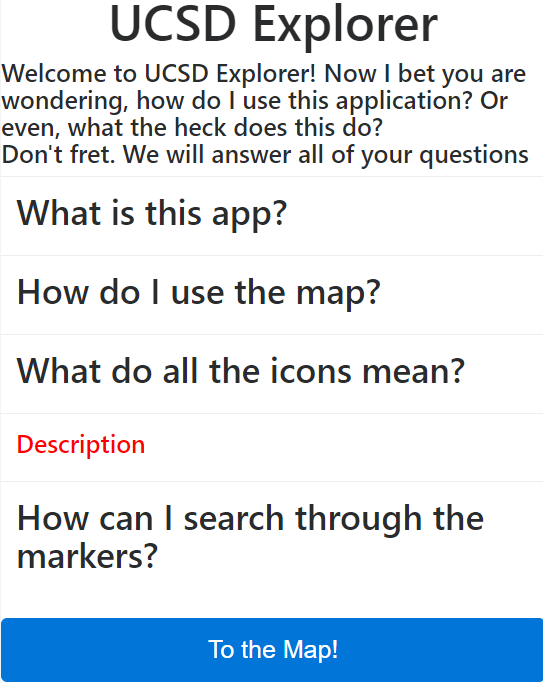 UCSD Explorer
Welcome to UCSD Explorer! Now I bet you are
wondering, how do I use this application? Or
even, what the heck does this do?
Don't fret. We will answer all of your questions
What is this app?
How do I use the map?
What do all the icons mean?
Description
How can I search through the
markers?
To the Map!